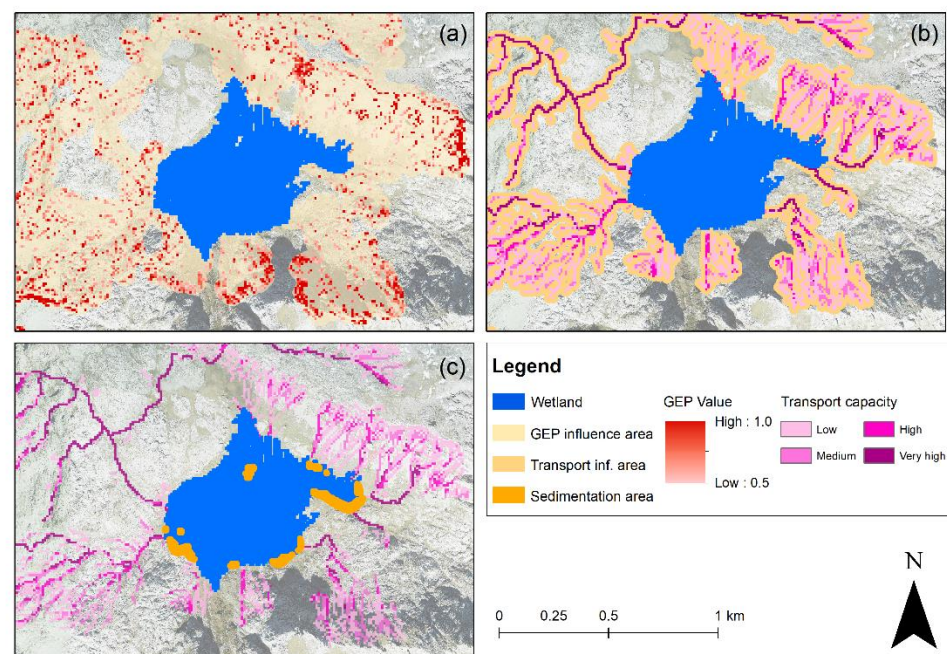 (a)
(b)
(c)
Legend
Wetland
GEP influence area
Transport inf. area
Sedimentation area
GEP Value
High : 1.0
Low : 0.5
Transport capacity
Low
High
Medium
Very high
N
0 0.25 0.5 1 km